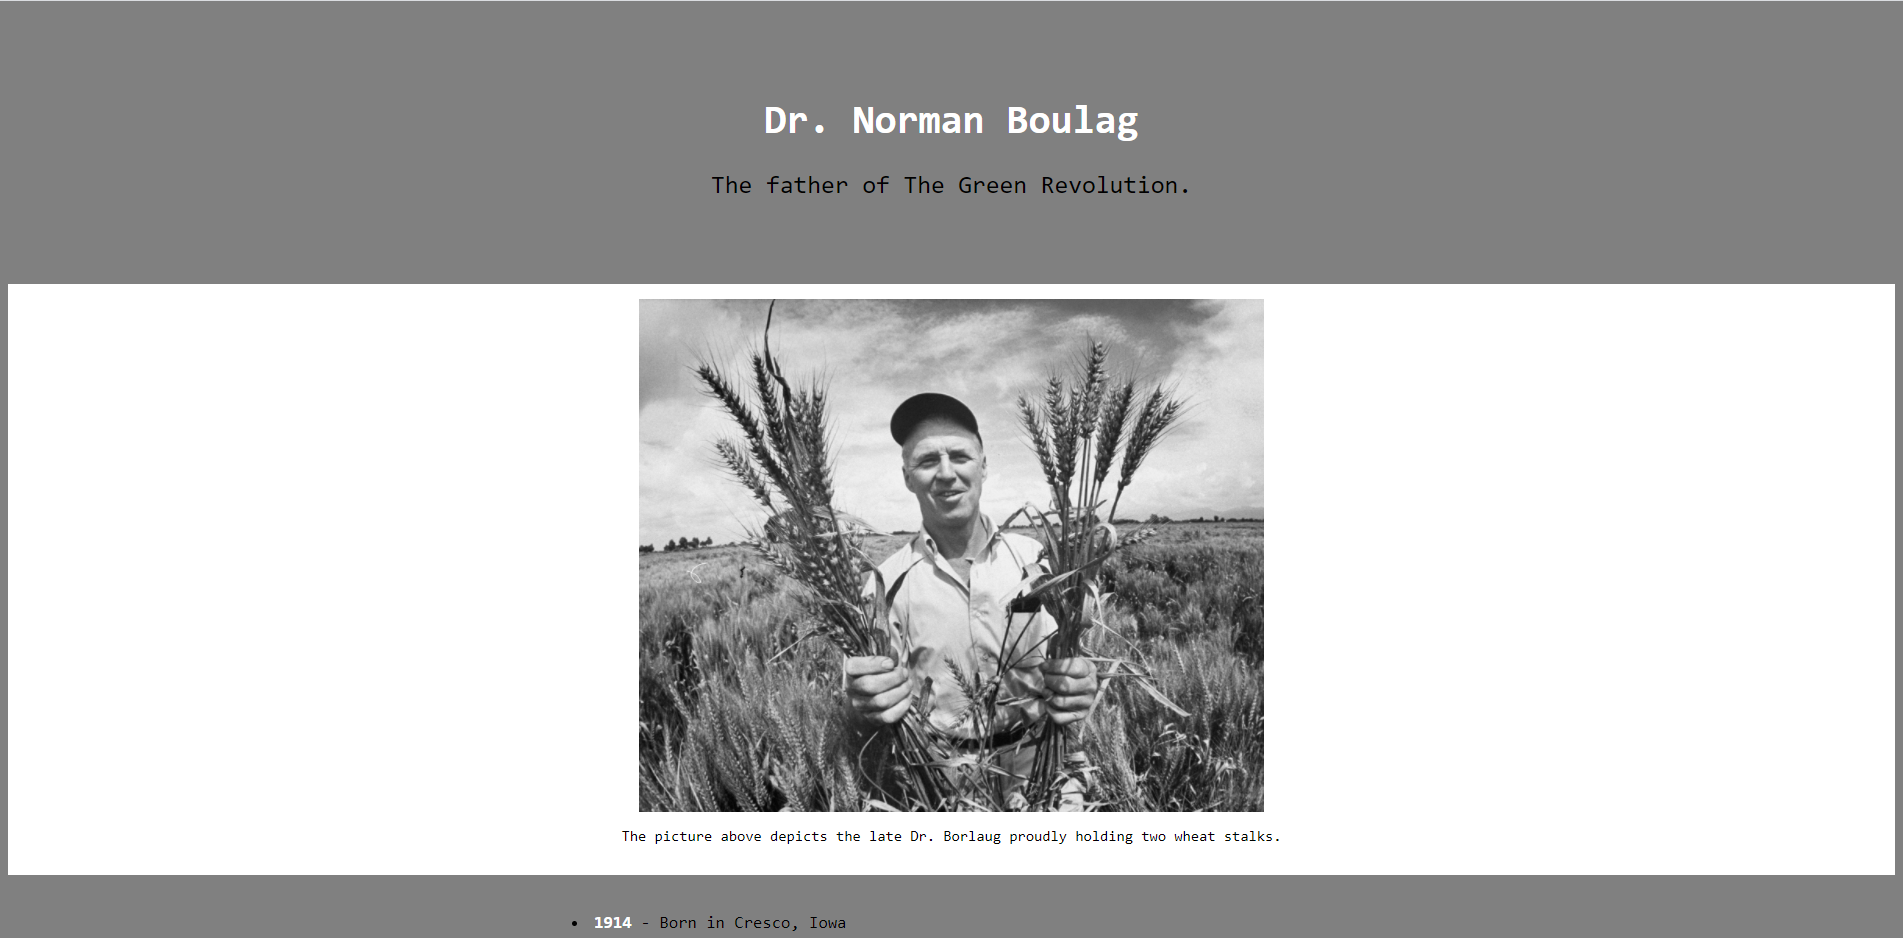 Dr. Norman Boulag
The father of The Green Revolution.
The picture above depicts the late Dr. Borlaug proudly holding two wheat stalks.
• 1914 - Born in Cresco, Iowa